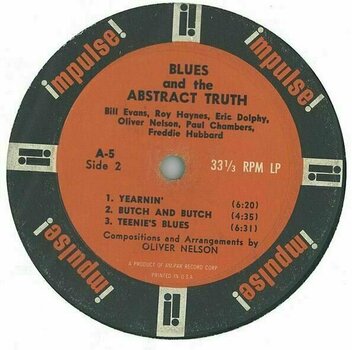 impulse!
BLUES
and the
ABSTRACT TRUTH
Bill Evans, Roy Haynes, Eric Dolphy,
Oliver Nelson, Paul Chambers,
Freddie Hubbard
A-5
Side 2
33⅓ RPM LP
1. YEARNIN' (6:20)
2. BUTCH AND BUTCH (4:35)
3. TEENIE'S BLUES (6:31)
Compositions and Arrangements by
OLIVER NELSON
A PRODUCT OF AM-PAR RECORD CORP.
PRINTED IN U.S.A.
impulse!
impulse!
impulse!